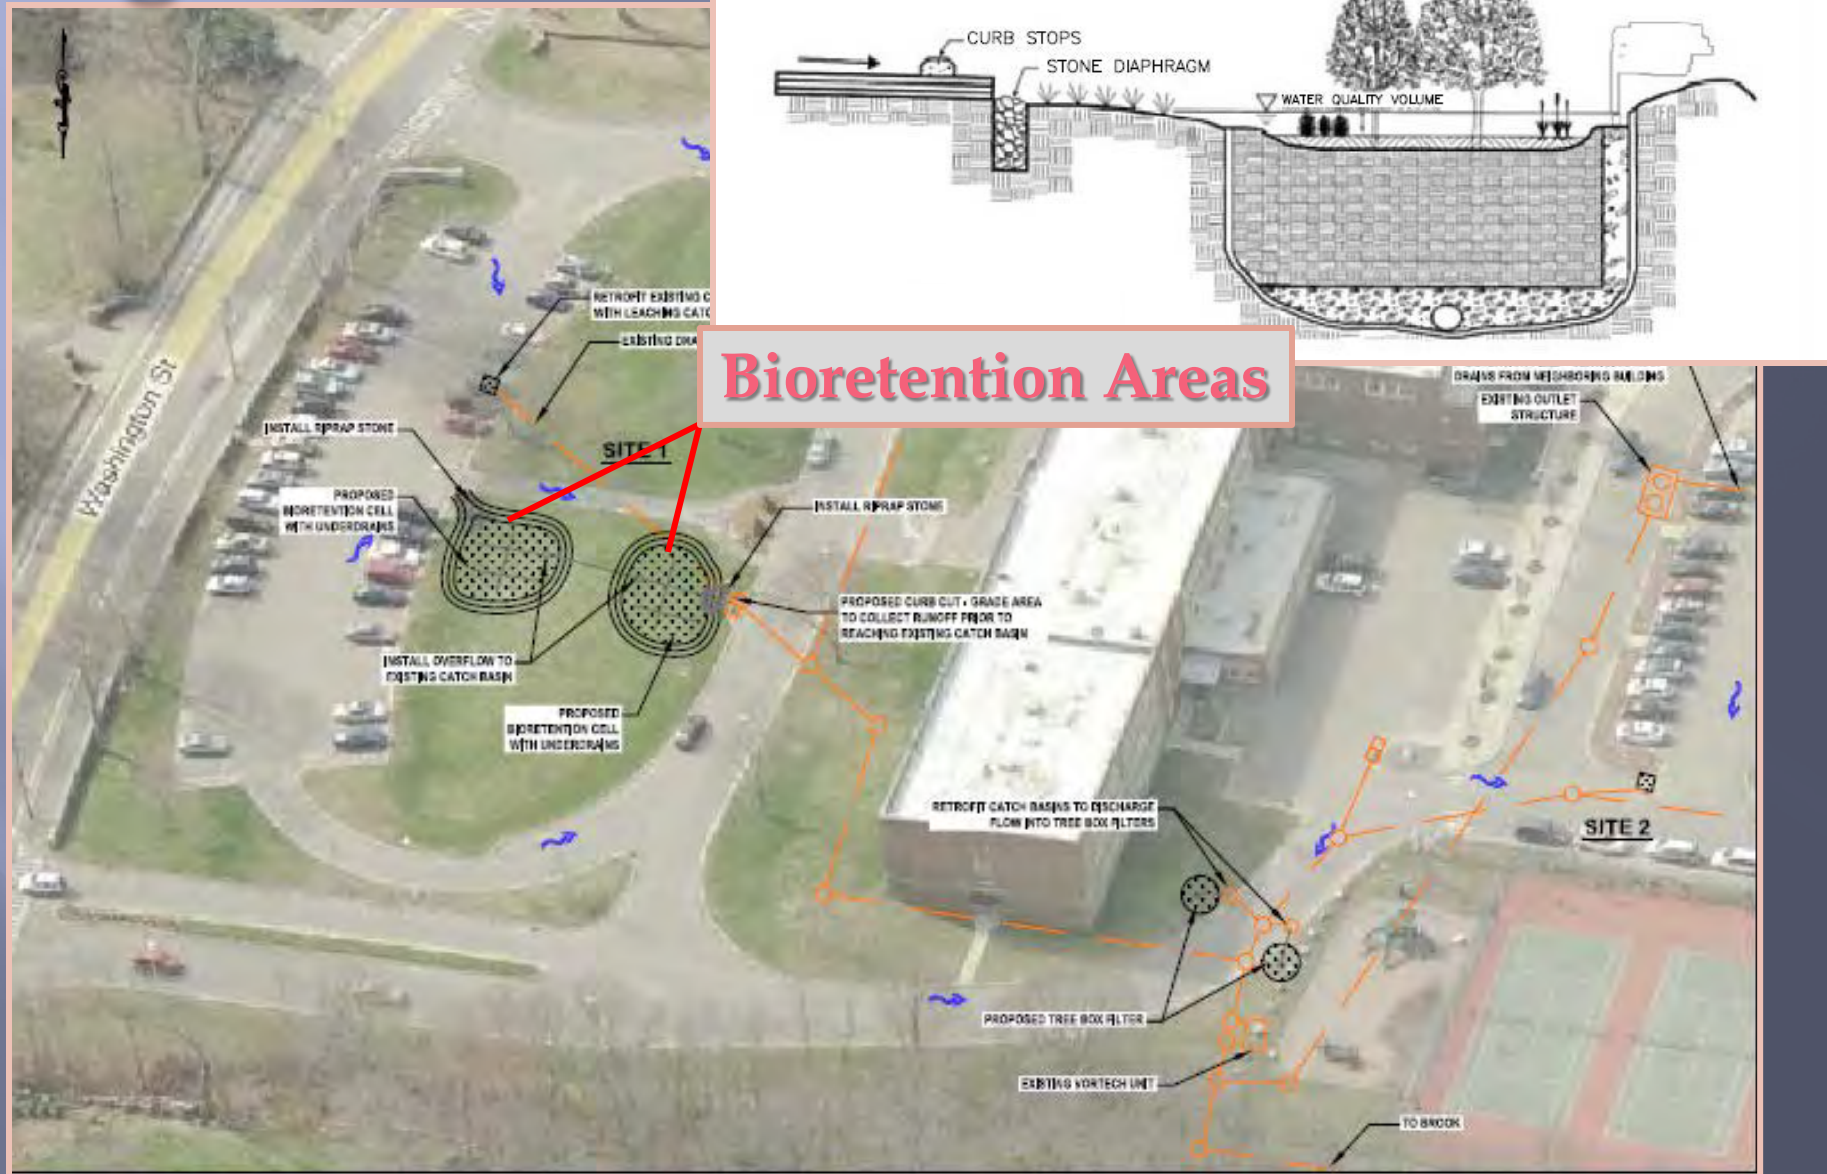 CURB STOPS
STONE DIAPHRAGM
WATER QUALITY VOLUME
Washington St
RETROFIT EXISTING C
WITH LEACHING CATC
EXISTING DRA
Bioretention Areas
DRAINS FROM NEIGHBORING BUILDING
EXISTING OUTLET
STRUCTURE
INSTALL RIPRAP STONE
SITE 1
PROPOSED
BIORETENTION CELL
WITH UNDERDRAINS
INSTALL RIPRAP STONE
PROPOSED CURB CUT - GRADE AREA
TO COLLECT RUNOFF PRIOR TO
REACHING EXISTING CATCH BASIN
INSTALL OVERFLOW TO
EXISTING CATCH BASIN
PROPOSED
BIORETENTION CELL
WITH UNDERDRAINS
RETROFIT CATCH BASINS TO DISCHARGE
FLOW INTO TREE BOX FILTERS
SITE 2
PROPOSED TREE BOX FILTER
EXISTING VORTECH UNIT
TO BROOK